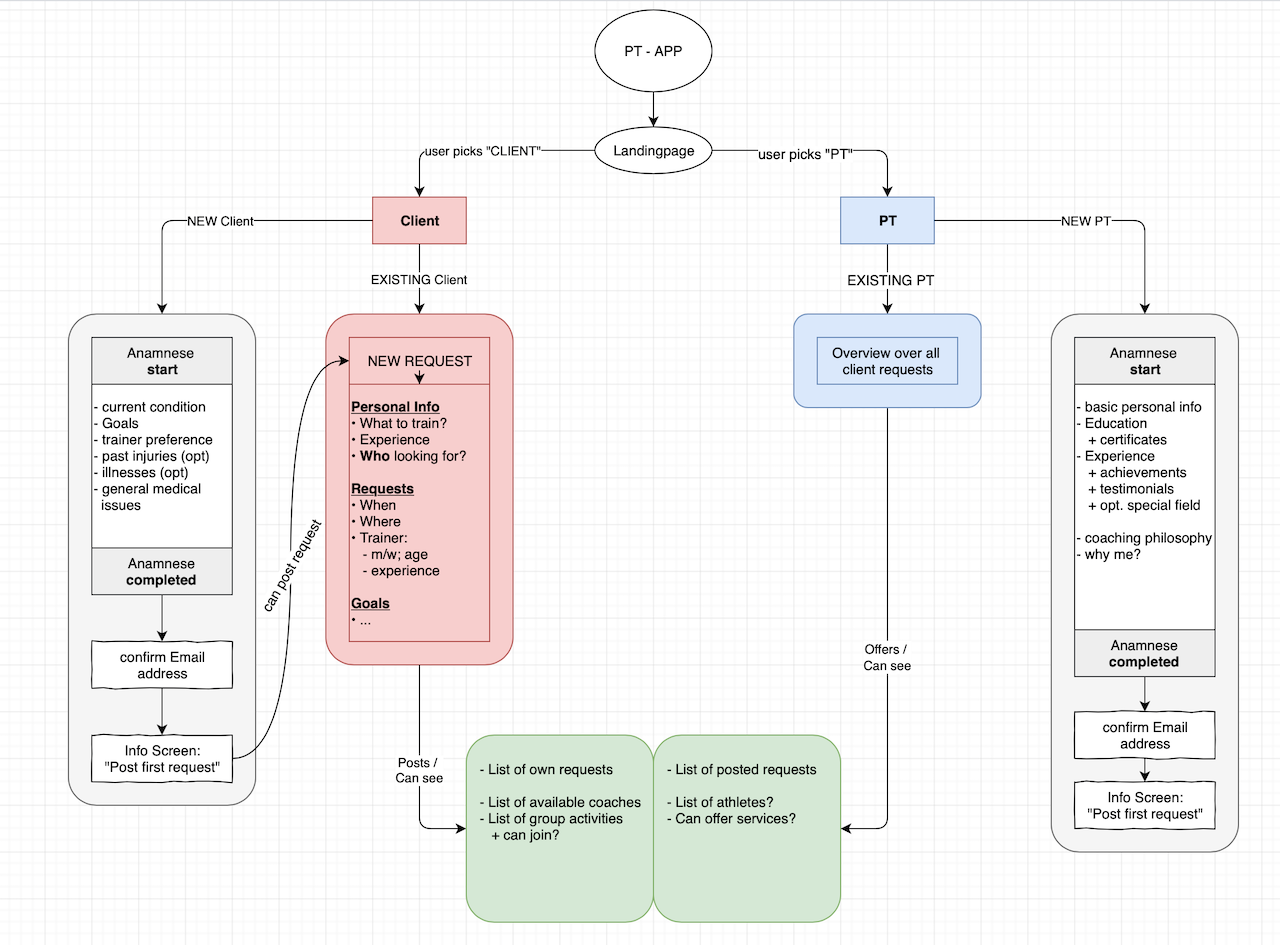 PT - APP
Landingpage
user picks "CLIENT"
user picks "PT"
Client
PT
NEW Client
EXISTING Client
EXISTING PT
NEW PT
Anamnese
start
- current condition
- Goals
- trainer preference
- past injuries (opt)
- illnesses (opt)
- general medical
issues
Anamnese
completed
confirm Email
address
Info Screen:
"Post first request"
can post request
NEW REQUEST
Personal Info
• What to train?
• Experience
• Who looking for?
Requests
• When
• Where
• Trainer:
- m/w; age
- experience
Goals
• ...
Posts /
Can see
Overview over all
client requests
Offers /
Can see
- List of own requests
- List of available coaches
- List of group activities
+ can join?
- List of posted requests
- List of athletes?
- Can offer services?
Anamnese
start
- basic personal info
- Education
+ certificates
- Experience
+ achievements
+ testimonials
+ opt. special field
- coaching philosophy
- why me?
Anamnese
completed
confirm Email
address
Info Screen:
"Post first request"